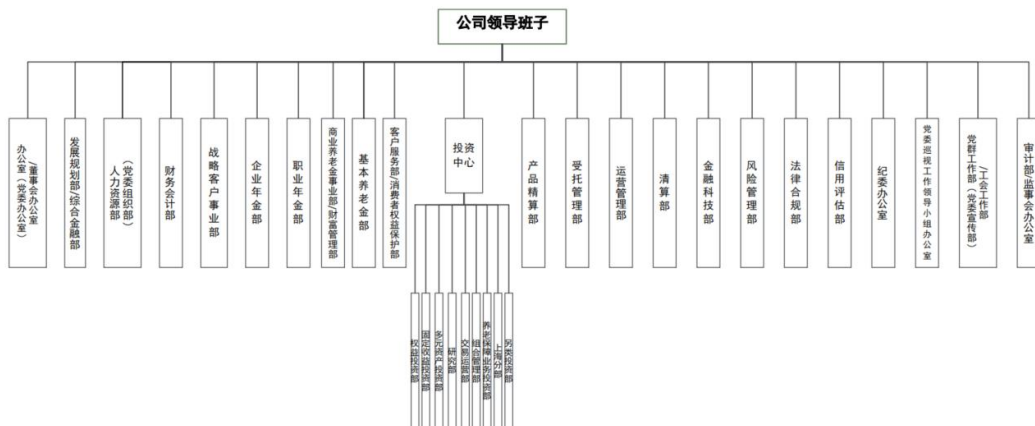 公司领导班子
办公室（党委办公室）
/董事会办公室
发展规划部/综合金融部
人力资源部
（党委组织部）
财务会计部
战略客户事业部
企业年金部
职业年金部
商业养老金事业部/财富管理部
基本养老金部
客户服务部/消费者权益保护部
投资
中心
产品精算部
受托管理部
运营管理部
清算部
金融科技部
风险管理部
法律合规部
信用评估部
纪委办公室
党委巡视工作领导小组办公室
党群工作部（党委宣传部）
/工会工作部
审计部/监事会办公室
权益投资部
固定收益投资部
多元资产投资部
研究部
交易运营部
组合管理部
养老保障业务投资部
上海分部
另类投资部